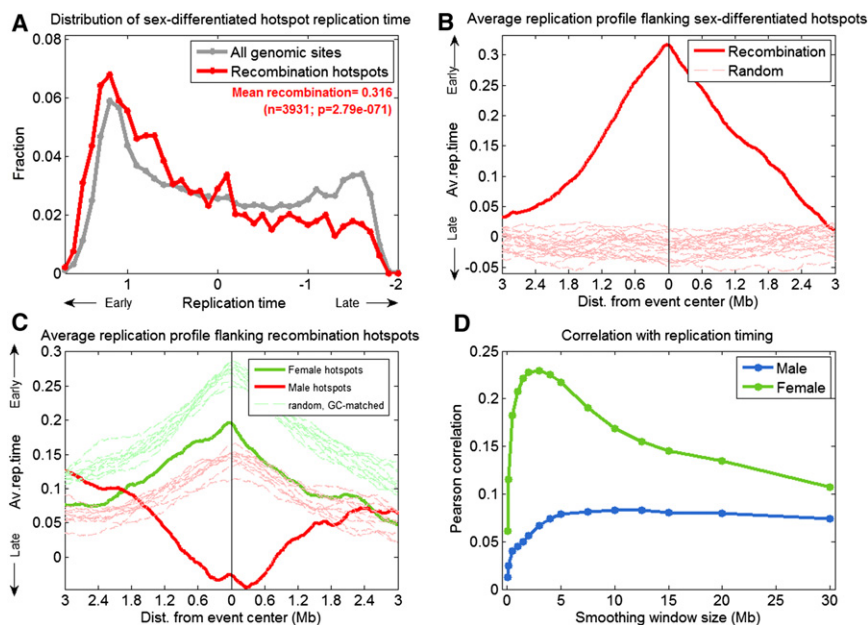 A
Distribution of sex-differentiated hotspot replication time
0.08
0.06
0.04
0.02
0
Fraction
All genomic sites
Recombination hotspots
Mean recombination= 0.316
(n=3931; p=2.79e-071)
1 0 -1 -2
Early Replication time Late
B
Average replication profile flanking sex-differentiated hotspots
Early
Av.rep.time
Late
0.3
0.2
0.1
0
-0.05
Recombination
Random
3 2.4 1.8 1.2 0.6 0 0.6 1.2 1.8 2.4 3
Dist. from event center (Mb)
C
Average replication profile flanking recombination hotspots
Early
Av.rep.time
Late
0.3
0.25
0.2
0.15
0.1
0.05
0
Female hotspots
Male hotspots
random, GC-matched
3 2.4 1.8 1.2 0.6 0 0.6 1.2 1.8 2.4 3
Dist. from event center (Mb)
D
Correlation with replication timing
0.25
0.2
0.15
0.1
0.05
0
Pearson correlation
Male
Female
0 5 10 15 20 25 30
Smoothing window size (Mb)